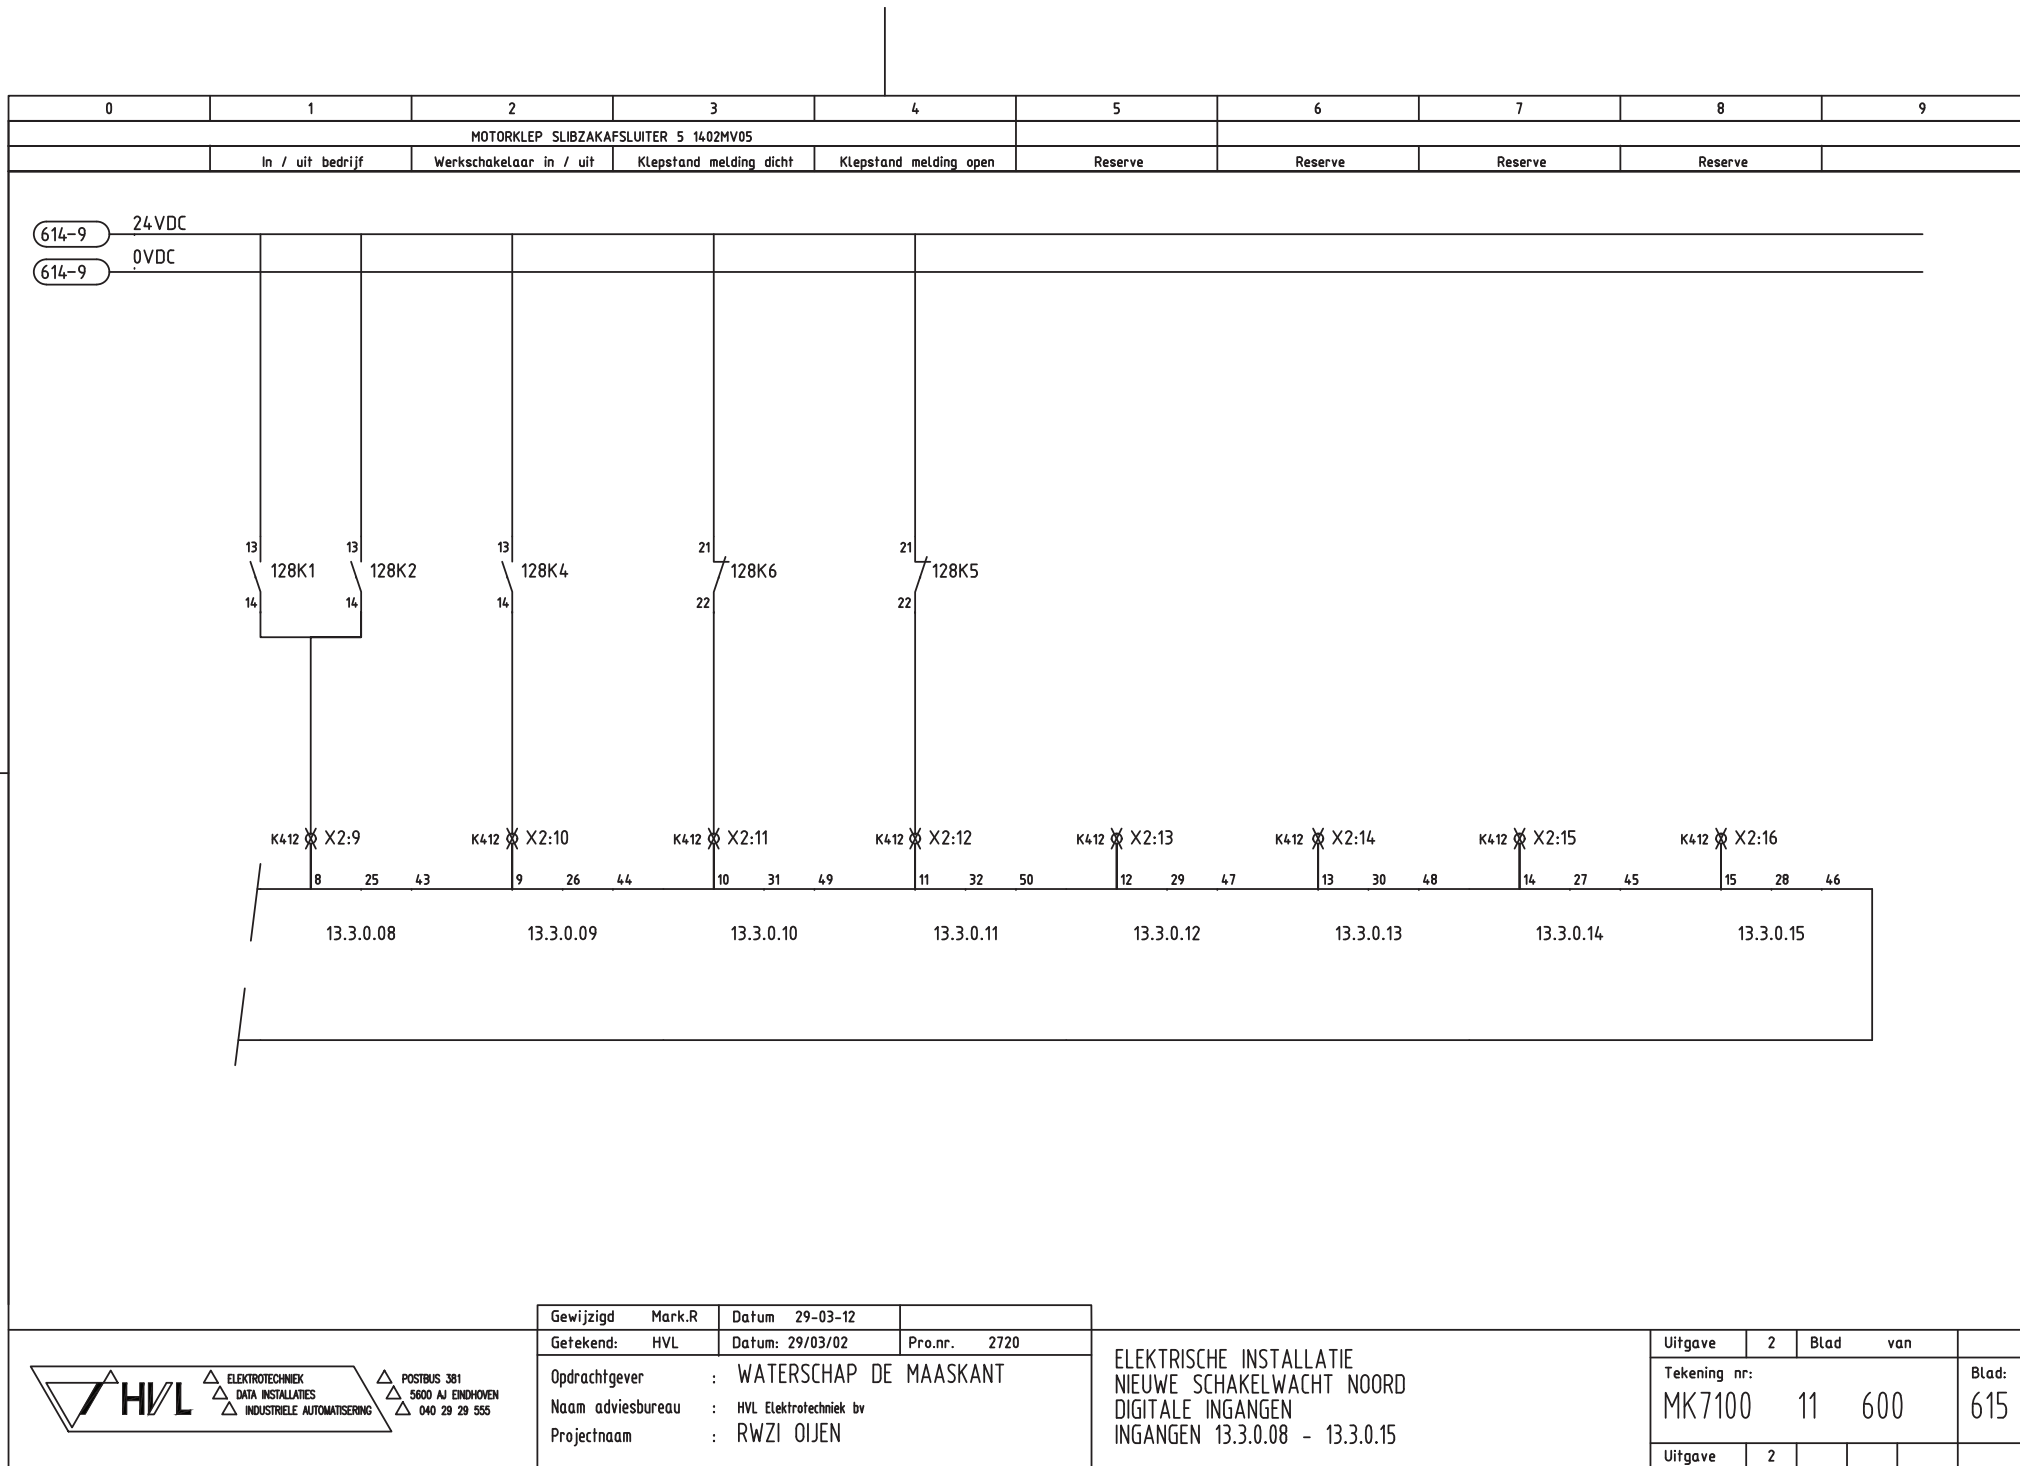 0 1 2 3 4 5 6 7 8 9
MOTORKLEP SLIBZAKAFSLUITER 5 1402MV05
In / uit bedrijf Werkschakelaar in / uit Klepstand melding dicht Klepstand melding open Reserve Reserve Reserve Reserve
614-9 24VDC
614-9 0VDC
13 13 13 21 21
128K1 128K2 128K4 128K6 128K5
14 14 14 22 22
K412 X2:9 K412 X2:10 K412 X2:11 K412 X2:12 K412 X2:13 K412 X2:14 K412 X2:15 K412 X2:16
8 25 43 9 26 44 10 31 49 11 32 50 12 29 47 13 30 48 14 27 45 15 28 46
13.3.0.08 13.3.0.09 13.3.0.10 13.3.0.11 13.3.0.12 13.3.0.13 13.3.0.14 13.3.0.15
HVL
ELEKTROTECHNIEK
DATA INSTALLATIES
INDUSTRIELE AUTOMATISERING
POSTBUS 381
5600 AJ EINDHOVEN
040 29 29 555
Gewijzigd Mark.R Datum 29-03-12
Getekend: HVL Datum: 29/03/02 Pro.nr. 2720
Opdrachtgever : WATERSCHAP DE MAASKANT
Naam adviesbureau : HVL Elektrotechniek bv
Projectnaam : RWZI OIJEN
ELEKTRISCHE INSTALLATIE
NIEUWE SCHAKELWACHT NOORD
DIGITALE INGANGEN
INGANGEN 13.3.0.08 - 13.3.0.15
Uitgave 2 Blad van
Tekening nr: Blad:
MK7100 11 600 615
Uitgave 2